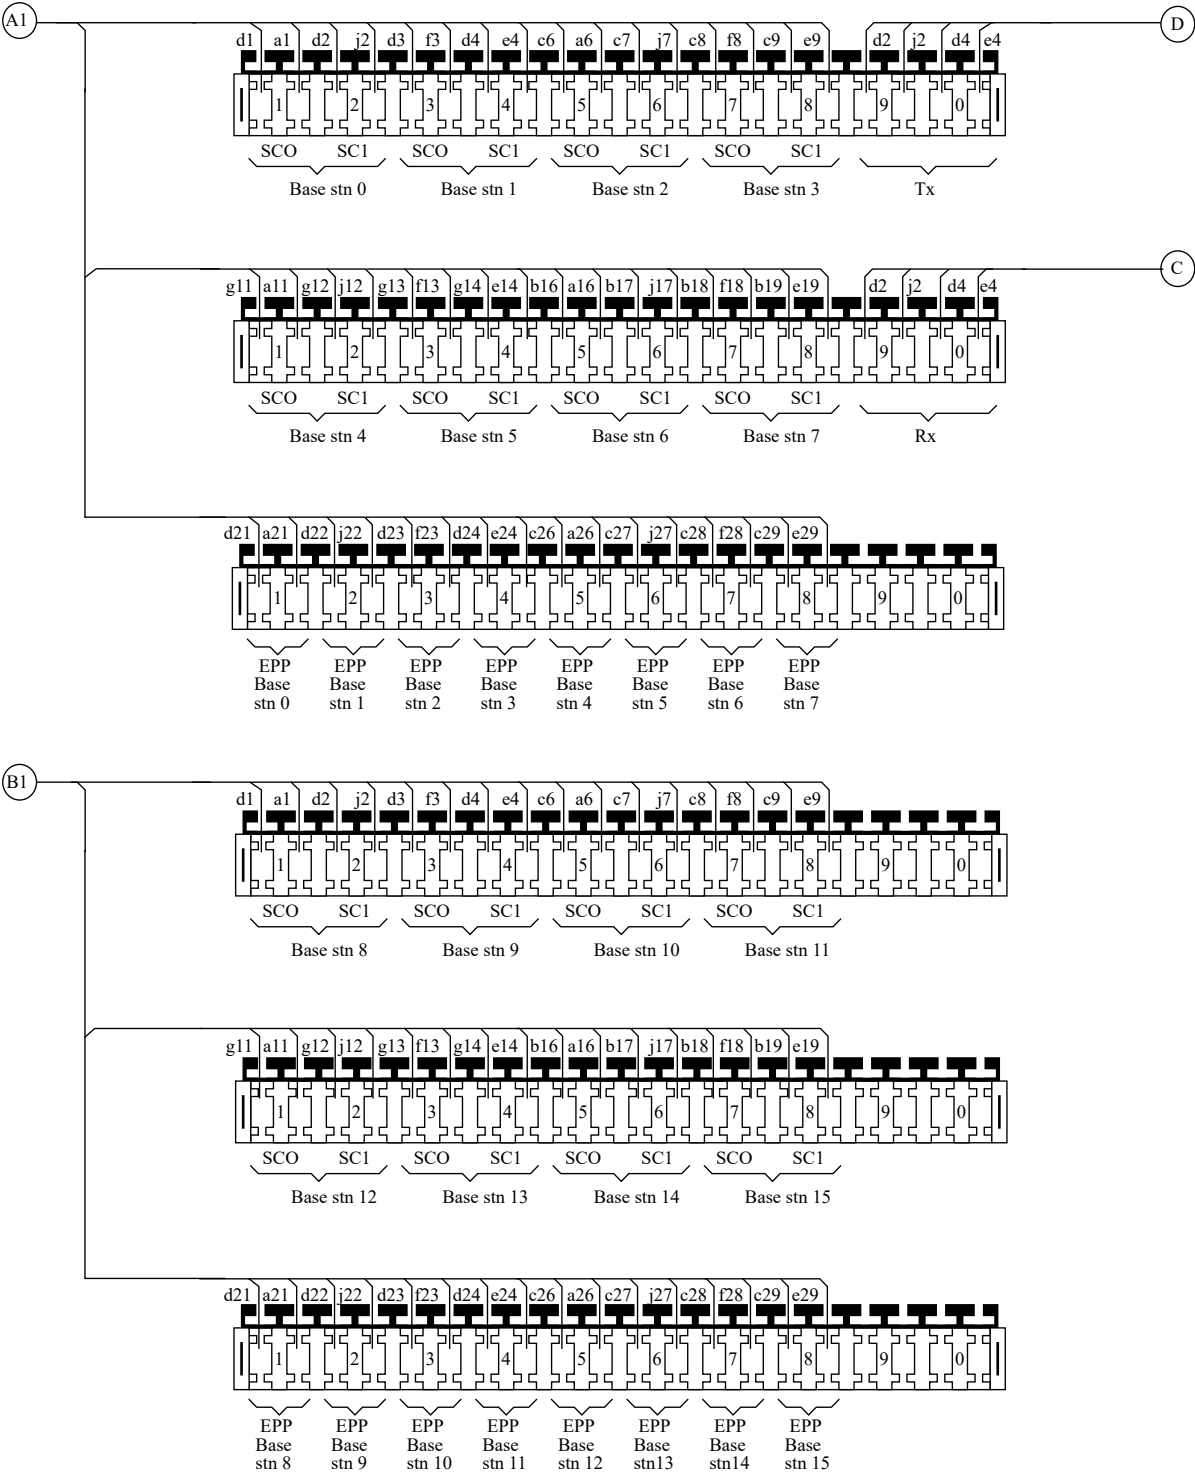 A1 D
d1 a1 d2 j2 d3 f3 d4 e4 c6 a6 c7 j7 c8 f8 c9 e9 d2 j2 d4 e4
1 2 3 4 5 6 7 8 9 0
SCO SC1 SCO SC1 SCO SC1 SCO SC1
Base stn 0 Base stn 1 Base stn 2 Base stn 3 Tx
C
g11 a11 g12 j12 g13 f13 g14 e14 b16 a16 b17 j17 b18 f18 b19 e19 d2 j2 d4 e4
1 2 3 4 5 6 7 8 9 0
SCO SC1 SCO SC1 SCO SC1 SCO SC1
Base stn 4 Base stn 5 Base stn 6 Base stn 7 Rx
d21 a21 d22 j22 d23 f23 d24 e24 c26 a26 c27 j27 c28 f28 c29 e29
1 2 3 4 5 6 7 8 9 0
EPP EPP EPP EPP EPP EPP EPP EPP
Base Base Base Base Base Base Base Base
stn 0 stn 1 stn 2 stn 3 stn 4 stn 5 stn 6 stn 7
B1
d1 a1 d2 j2 d3 f3 d4 e4 c6 a6 c7 j7 c8 f8 c9 e9
1 2 3 4 5 6 7 8 9 0
SCO SC1 SCO SC1 SCO SC1 SCO SC1
Base stn 8 Base stn 9 Base stn 10 Base stn 11
g11 a11 g12 j12 g13 f13 g14 e14 b16 a16 b17 j17 b18 f18 b19 e19
1 2 3 4 5 6 7 8 9 0
SCO SC1 SCO SC1 SCO SC1 SCO SC1
Base stn 12 Base stn 13 Base stn 14 Base stn 15
d21 a21 d22 j22 d23 f23 d24 e24 c26 a26 c27 j27 c28 f28 c29 e29
1 2 3 4 5 6 7 8 9 0
EPP EPP EPP EPP EPP EPP EPP EPP
Base Base Base Base Base Base Base Base
stn 8 stn 9 stn 10 stn 11 stn 12 stn13 stn14 stn 15